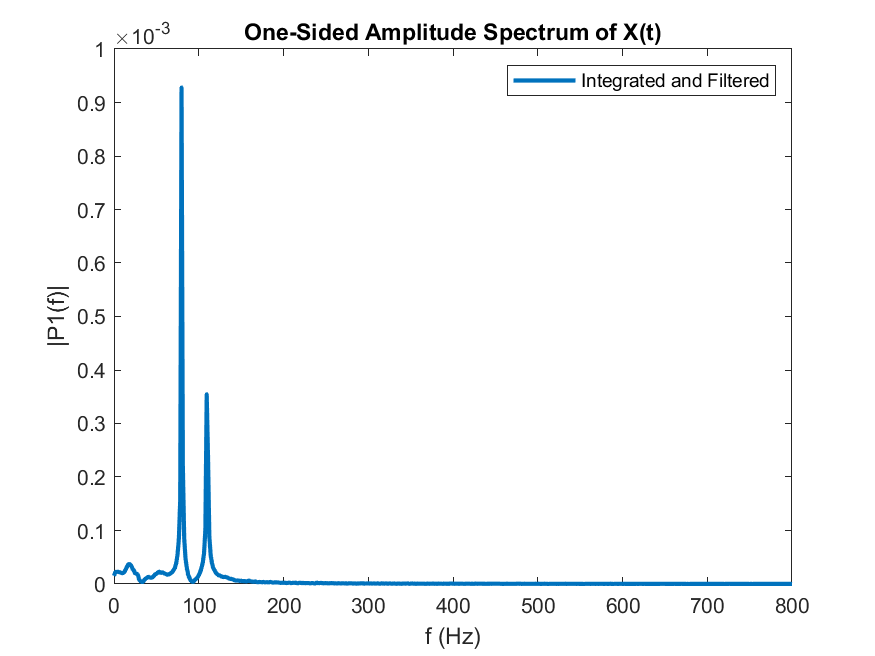 One-Sided Amplitude Spectrum of X(t)
×10-3
Integrated and Filtered
1
0.9
0.8
0.7
0.6
0.5
0.4
0.3
0.2
0.1
0
|P1(f)|
0 100 200 300 400 500 600 700 800
f (Hz)